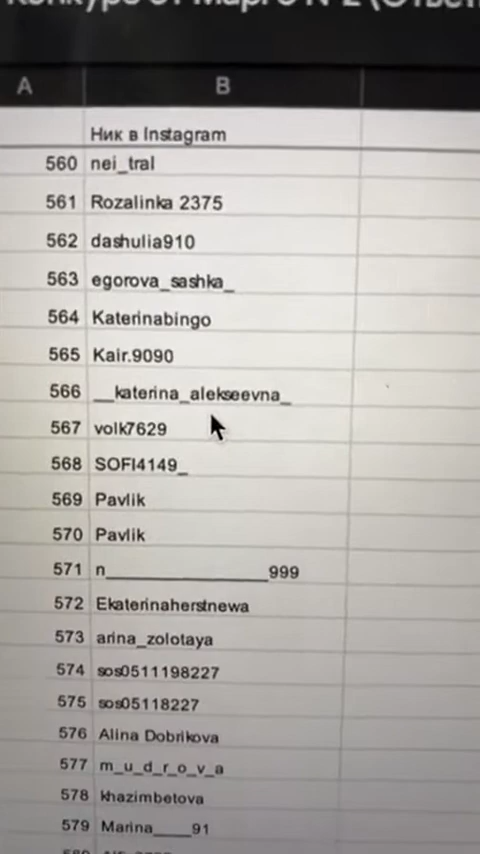 A B
Ник в Instagram
560 nei_tral
561 Rozalinka 2375
562 dashulia910
563 egorova_sashka_
564 Katerinabingo
565 Kair.9090
566 __katerina_alekseevna_
567 volk7629
568 SOFI4149_
569 Pavlik
570 Pavlik
571 n_________________999
572 Ekaterinaherstnewa
573 arina_zolotaya
574 sos0511198227
575 sos05118227
576 Alina Dobrikova
577 m_u_d_r_o_v_a
578 khazimbetova
579 Marina____91